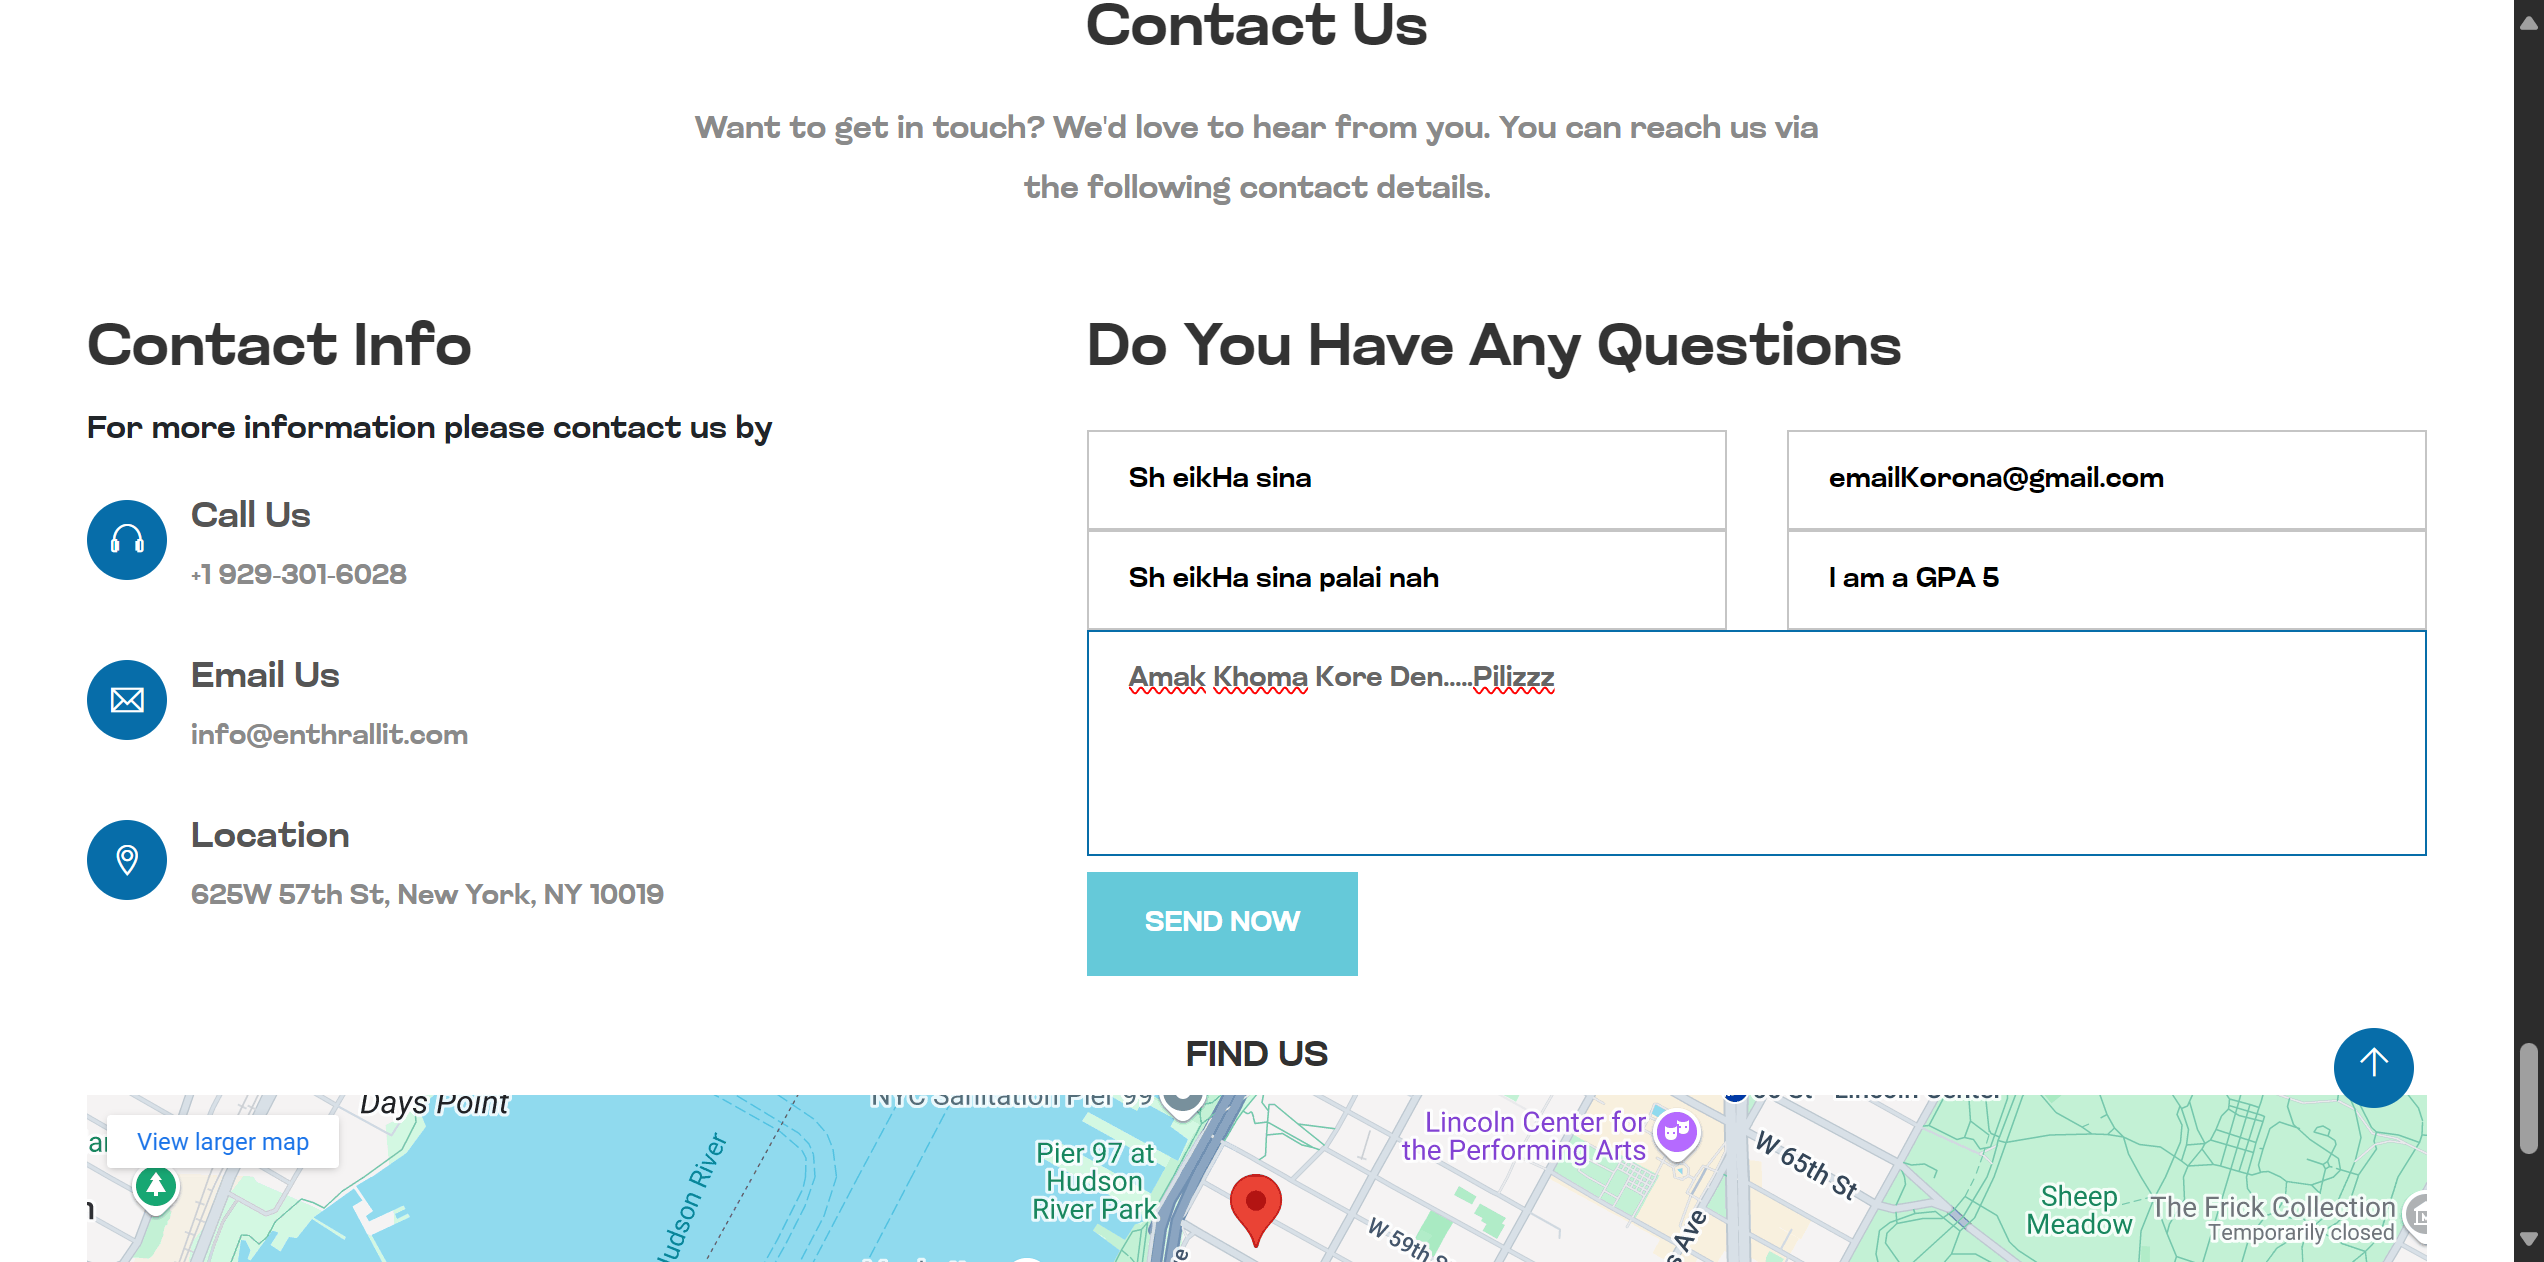 Contact Us
Want to get in touch? We'd love to hear from you. You can reach us via
the following contact details.
Contact Info
For more information please contact us by
Call Us
+1 929-301-6028
Email Us
info@enthrallit.com
Location
625W 57th St, New York, NY 10019
Do You Have Any Questions
Sh eikHa sina
emailKorona@gmail.com
Sh eikHa sina palai nah
I am a GPA 5
Amak Khoma Kore Den.....Pilizzz
SEND NOW
FIND US
View larger map
Days Point
Hudson River
NYC Sanitation Pier 99
Pier 97 at
Hudson
River Park
Lincoln Center for
the Performing Arts
W 65th St
W 59th S
Ave
Sheep
Meadow
The Frick Collection
Temporarily closed